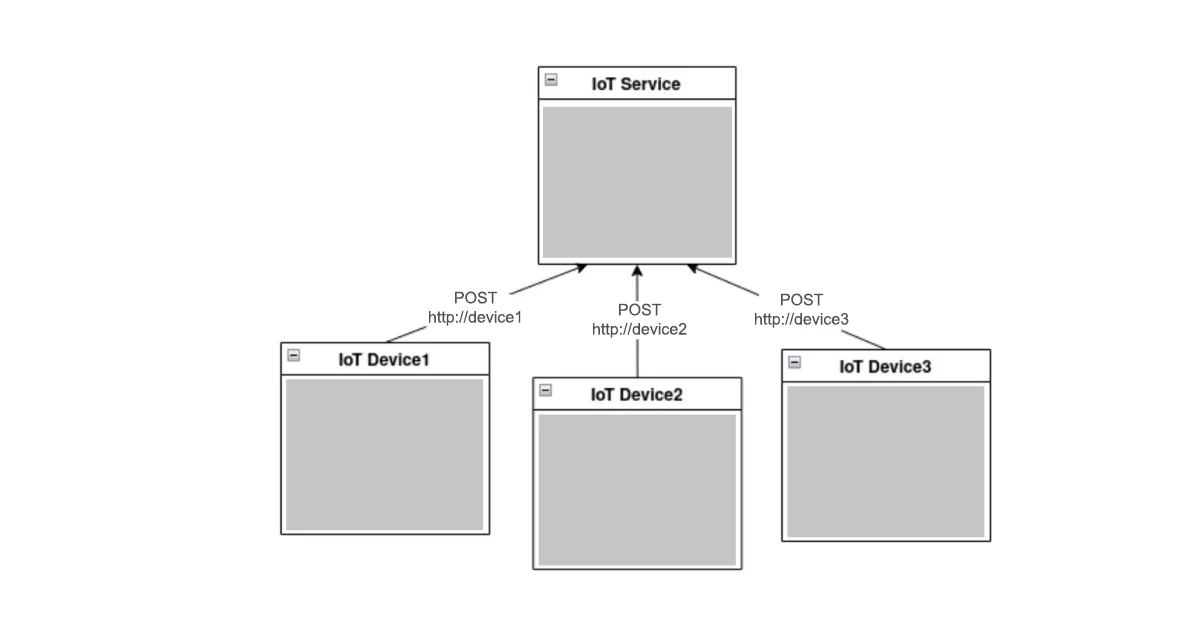 IoT Service
POST
http://device1
POST
http://device2
POST
http://device3
IoT Device1
IoT Device2
IoT Device3